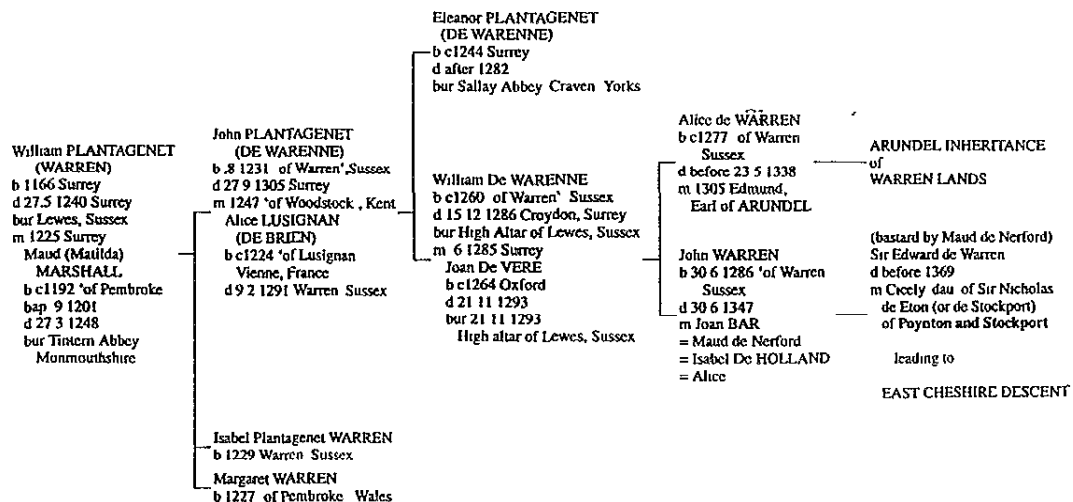 William PLANTAGENET
(WARREN)
b 1166 Surrey
d 27.5 1240 Surrey
bur Lewes, Sussex
m 1225 Surrey
Maud (Matilda)
MARSHALL
b c1192 'of Pembroke
bap 9 1201
d 27 3 1248
bur Tintern Abbey
Monmouthshire
John PLANTAGENET
(DE WARENNE)
b .8 1231 of Warren',Sussex
d 27 9 1305 Surrey
m 1247 'of Woodstock , Kent
Alice LUSIGNAN
(DE BRIEN)
b c1224 'of Lusignan
Vienne, France
d 9 2 1291 Warren Sussex
Isabel Plantagenet WARREN
b 1229 Warren Sussex
Margaret WARREN
b 1227 of Pembroke Wales
Eleanor PLANTAGENET
(DE WARENNE)
b c1244 Surrey
d after 1282
bur Sallay Abbey Craven Yorks
William De WARENNE
b c1260 of Warren' Sussex
d 15 12 1286 Croydon, Surrey
bur High Altar of Lewes, Sussex
m 6 1285 Surrey
Joan De VERE
b c1264 Oxford
d 21 11 1293
bur 21 11 1293
High altar of Lewes, Sussex
Alice de WARREN
b c1277 of Warren
Sussex
d before 23 5 1338
m 1305 Edmund,
Earl of ARUNDEL
John WARREN
b 30 6 1286 'of Warren
Sussex
d 30 6 1347
m Joan BAR
= Maud de Nerford
= Isabel De HOLLAND
= Alice
ARUNDEL INHERITANCE
of
WARREN LANDS
(bastard by Maud de Nerford)
Sir Edward de Warren
d before 1369
m Cicely dau of Sir Nicholas
de Eton (or de Stockport)
of Poynton and Stockport
leading to
EAST CHESHIRE DESCENT